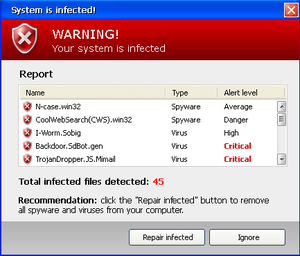 System is infected!
WARNING!
Your system is infected
Report
Name Type Alert level
N-case.win32 Spyware Average
CoolWebSearch(CWS).win32 Spyware Danger
I-Worm.Sobig Virus High
Backdoor.SdBot.gen Virus Critical
TrojanDropper.JS.Mimail Virus Critical
Total infected files detected: 45
Recommendation: click the "Repair infected" button to remove
all spyware and viruses from your computer.
Repair infected Ignore